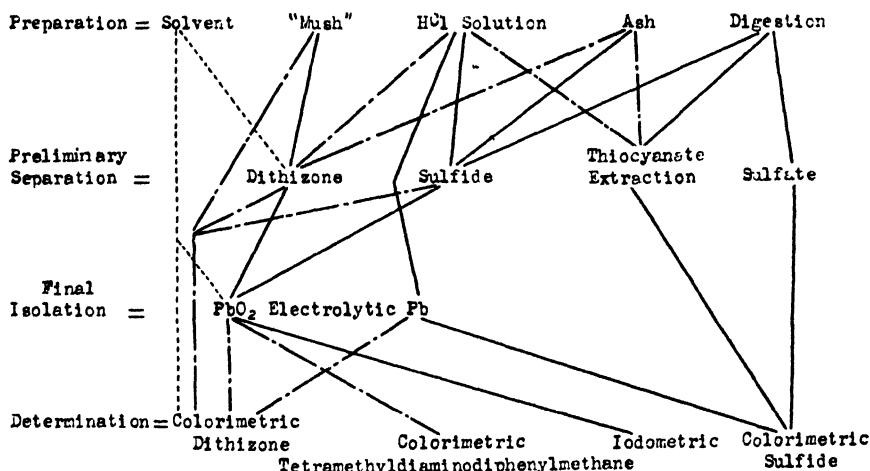 Preparation = Solvent "Mush" HCl Solution Ash Digestion
Preliminary
Separation = Dithizone Sulfide Thiocyanate Extraction Sulfate
Final
Isolation = PbO₂ Electrolytic Pb
Determination = Colorimetric Dithizone Colorimetric Iodometric Colorimetric
Tetramethyldiaminodiphenylmethane Sulfide